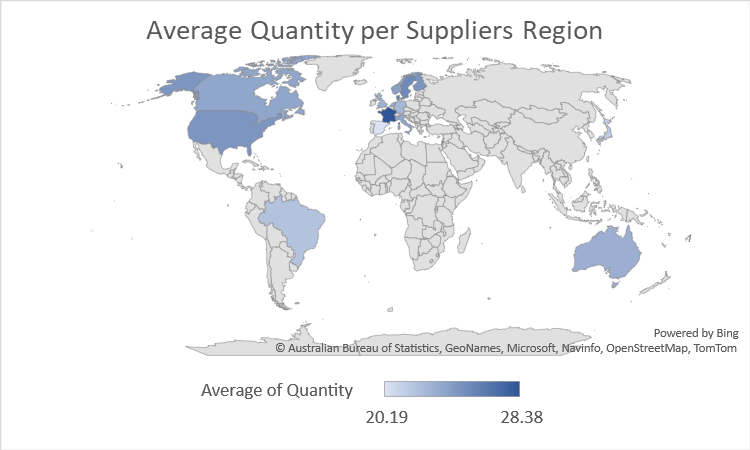 Average Quantity per Suppliers Region
Powered by Bing
© Australian Bureau of Statistics, GeoNames, Microsoft, Navinfo, OpenStreetMap, TomTom
Average of Quantity
20.19 28.38